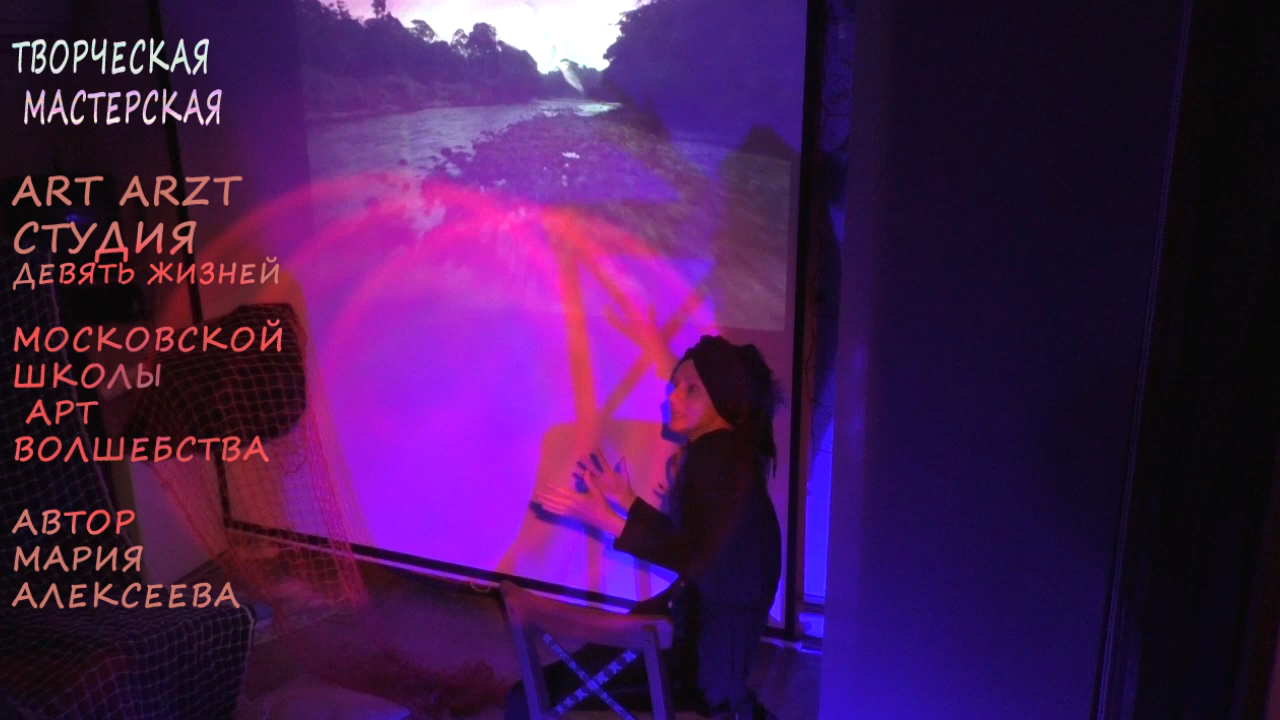 ТВОРЧЕСКАЯ
МАСТЕРСКАЯ
ART ARZT
СТУДИЯ
ДЕВЯТЬ ЖИЗНЕЙ
МОСКОВСКОЙ
ШКОЛЫ
АРТ
ВОЛШЕБСТВА
АВТОР
МАРИЯ
АЛЕКСЕЕВА